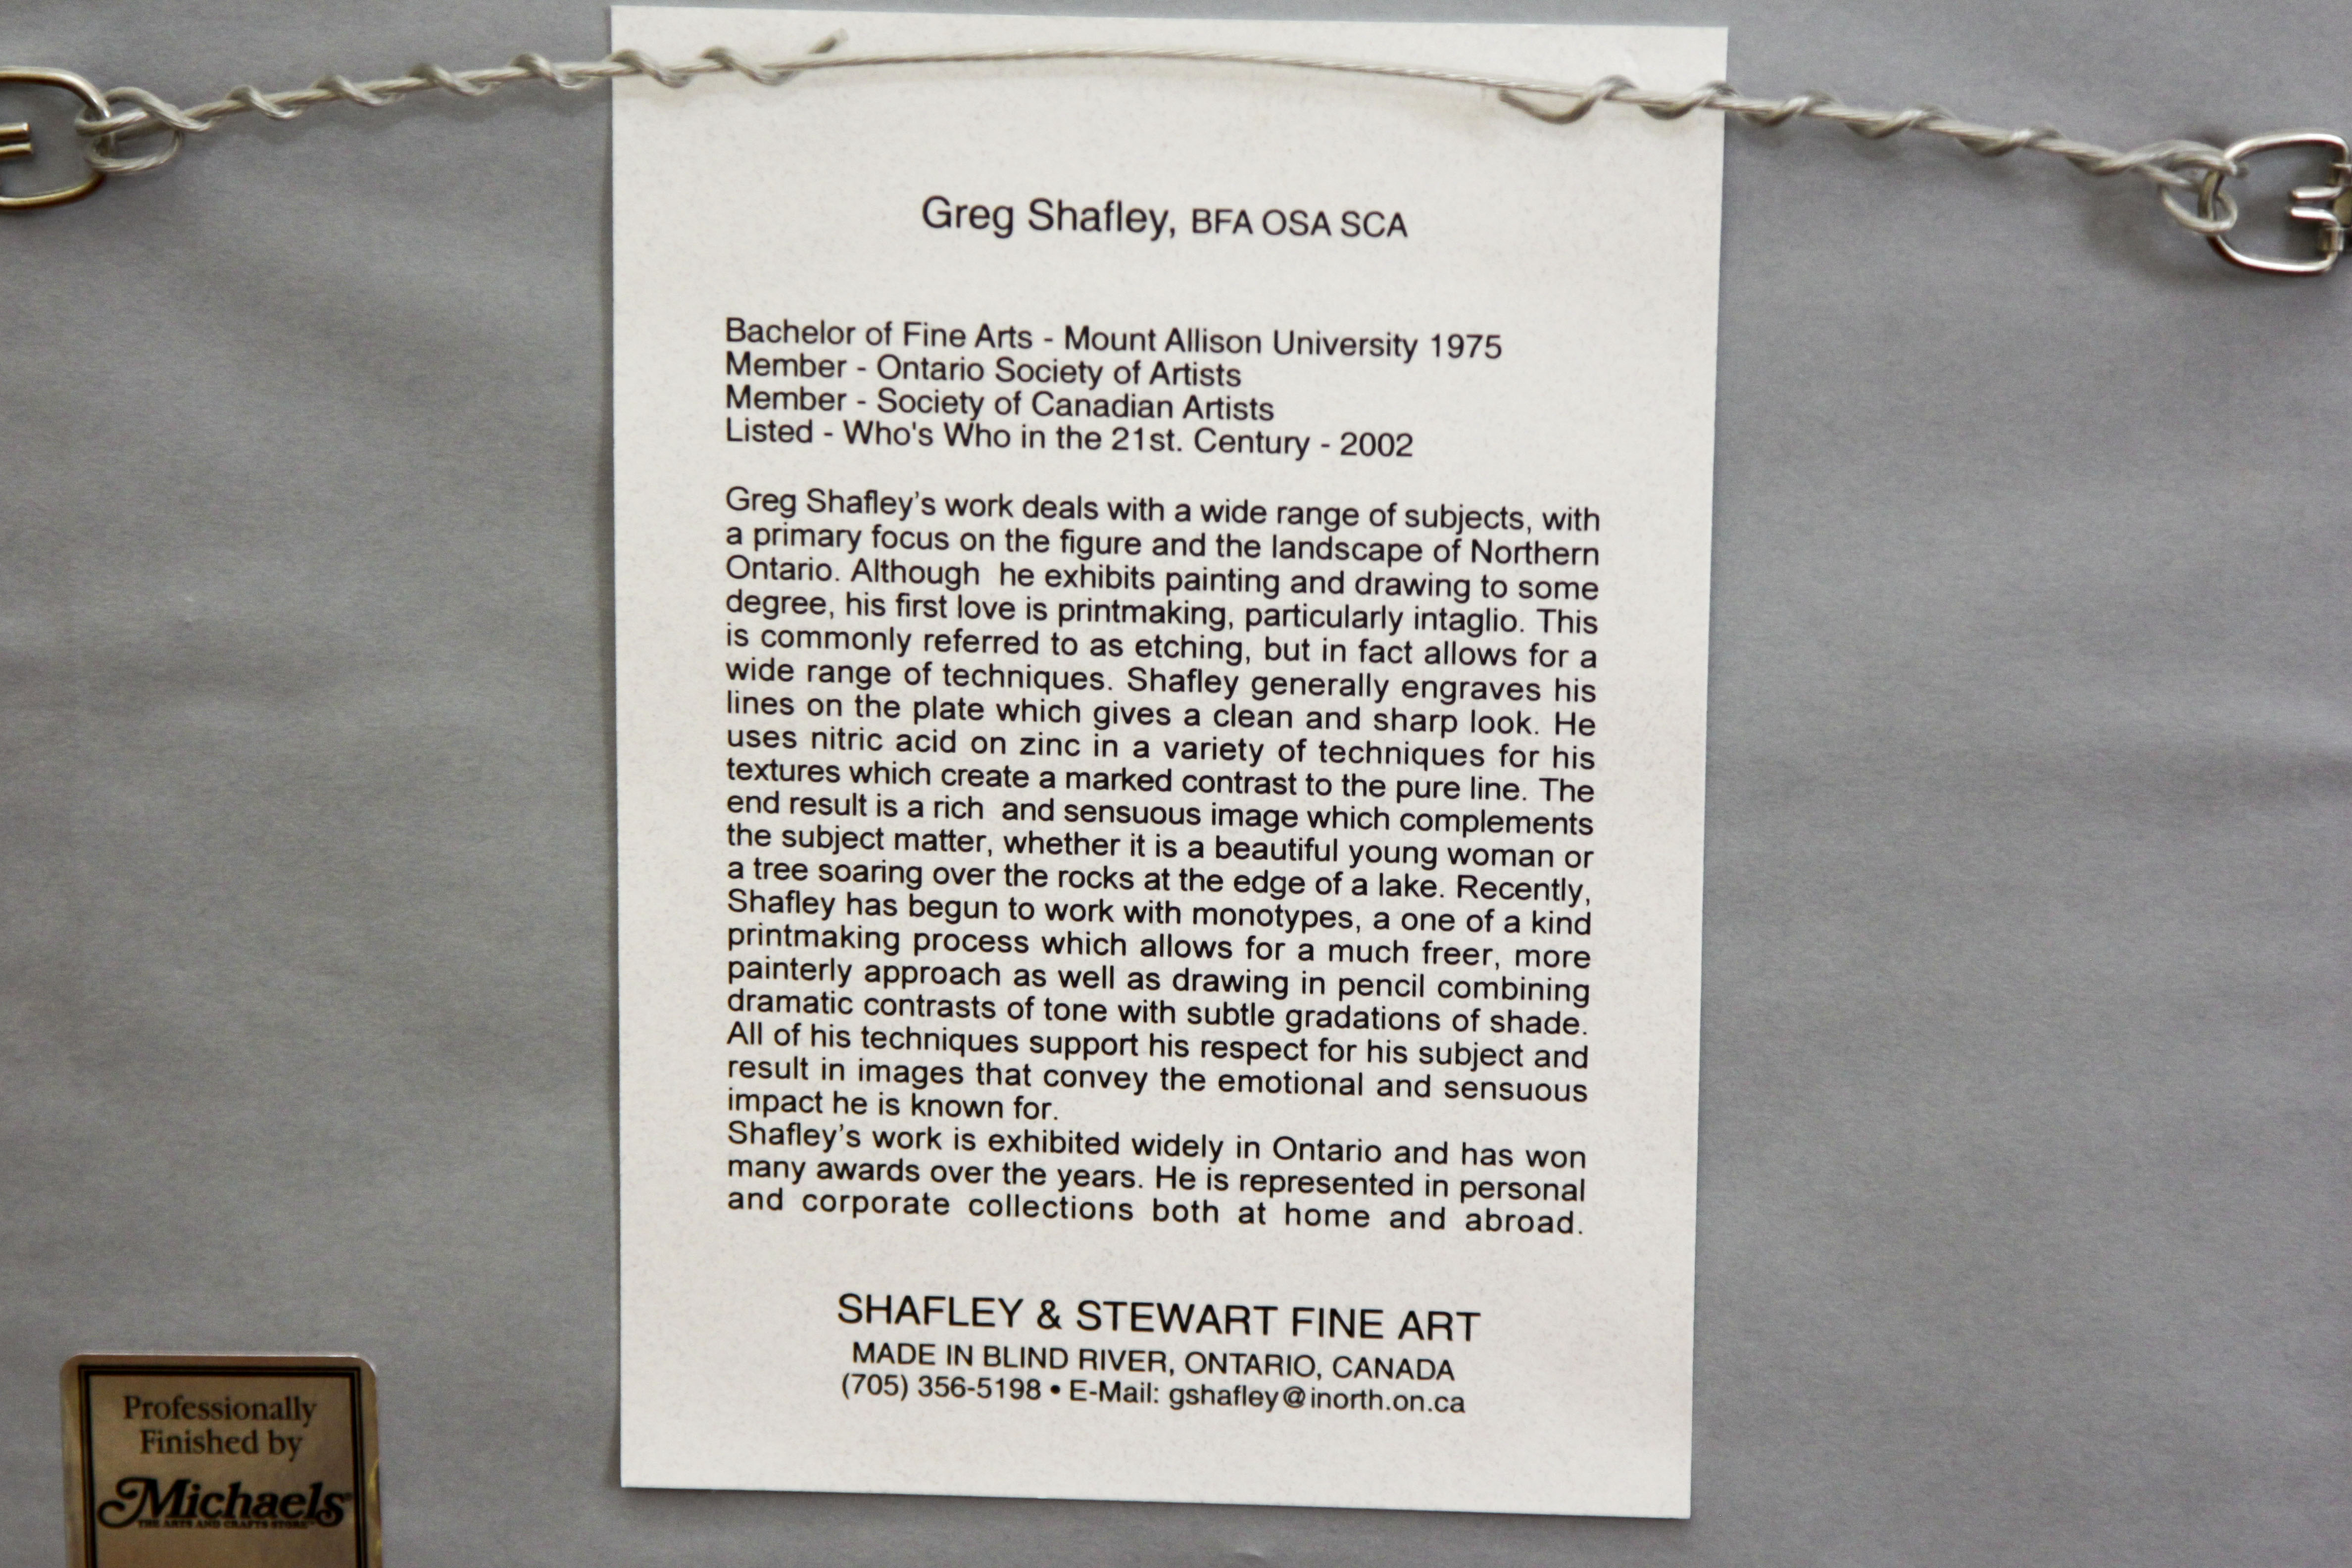 Greg Shafley, BFA OSA SCA
Bachelor of Fine Arts - Mount Allison University 1975
Member - Ontario Society of Artists
Member - Society of Canadian Artists
Listed - Who's Who in the 21st. Century - 2002
Greg Shafley’s work deals with a wide range of subjects, with
a primary focus on the figure and the landscape of Northern
Ontario. Although  he exhibits painting and drawing to some
degree, his first love is printmaking, particularly intaglio. This
is commonly referred to as etching, but in fact allows for a
wide range of techniques. Shafley generally engraves his
lines on the plate which gives a clean and sharp look. He
uses nitric acid on zinc in a variety of techniques for his
textures which create a marked contrast to the pure line. The
end result is a rich  and sensuous image which complements
the subject matter, whether it is a beautiful young woman or
a tree soaring over the rocks at the edge of a lake. Recently,
Shafley has begun to work with monotypes, a one of a kind
printmaking process which allows for a much freer, more
painterly approach as well as drawing in pencil combining
dramatic contrasts of tone with subtle gradations of shade.
All of his techniques support his respect for his subject and
result in images that convey the emotional and sensuous
impact he is known for.
Shafley’s work is exhibited widely in Ontario and has won
many awards over the years. He is represented in personal
and corporate collections both at home and abroad.
SHAFLEY & STEWART FINE ART
MADE IN BLIND RIVER, ONTARIO, CANADA
(705) 356-5198 • E-Mail: gshafley@inorth.on.ca
Professionally
Finished by
Michaels®
THE ARTS AND CRAFTS STORE